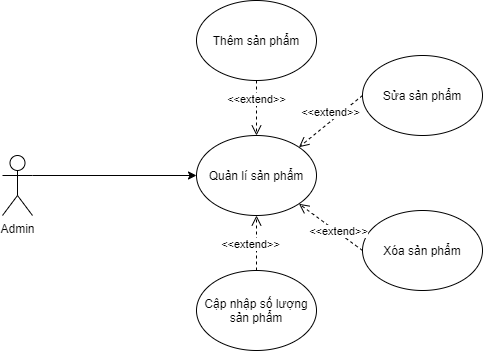 Thêm sản phẩm
<<extend>>
Sửa sản phẩm
<<extend>>
Quản lí sản phẩm
Admin
<<extend>>
<<extend>>
Xóa sản phẩm
Cập nhập số lượng
sản phẩm